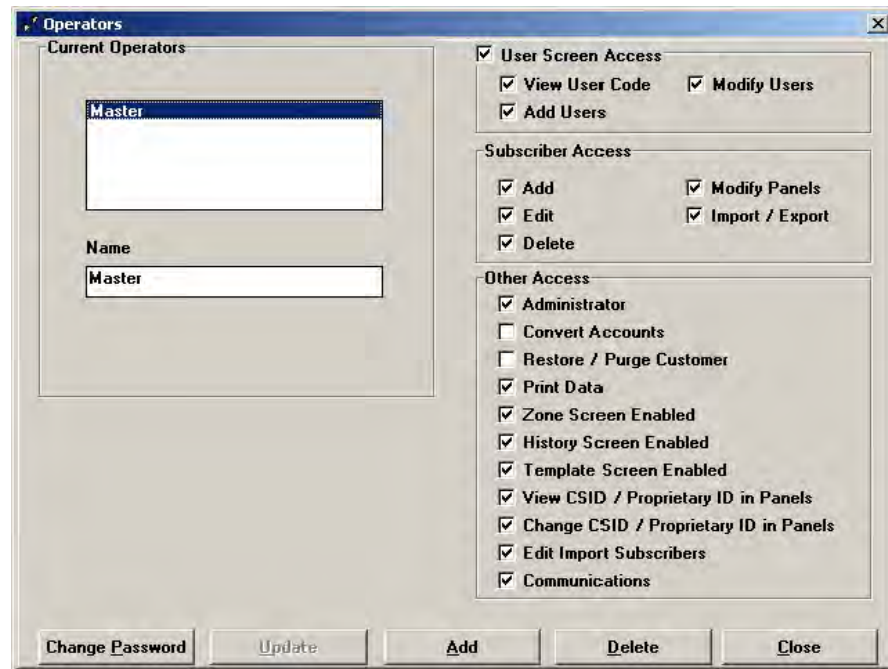 Operators
Current Operators
Master
Name
Master
User Screen Access
View User Code Modify Users
Add Users
Subscriber Access
Add Modify Panels
Edit Import / Export
Delete
Other Access
Administrator
Convert Accounts
Restore / Purge Customer
Print Data
Zone Screen Enabled
History Screen Enabled
Template Screen Enabled
View CSID / Proprietary ID in Panels
Change CSID / Proprietary ID in Panels
Edit Import Subscribers
Communications
Change Password Update Add Delete Close